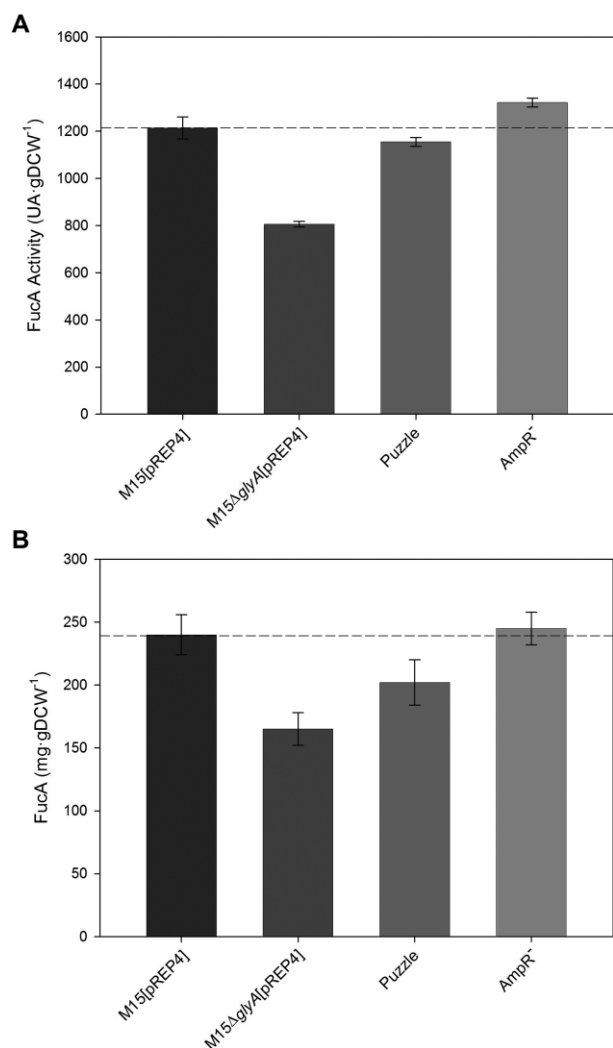 A
1600
1400
1200
1000
800
600
400
200
0
FucA Activity (UA·gDCW⁻¹)
M15[pREP4]
M15ΔglyA[pREP4]
Puzzle
AmpR⁻
B
300
250
200
150
100
50
0
FucA (mg·gDCW⁻¹)
M15[pREP4]
M15ΔglyA[pREP4]
Puzzle
AmpR⁻